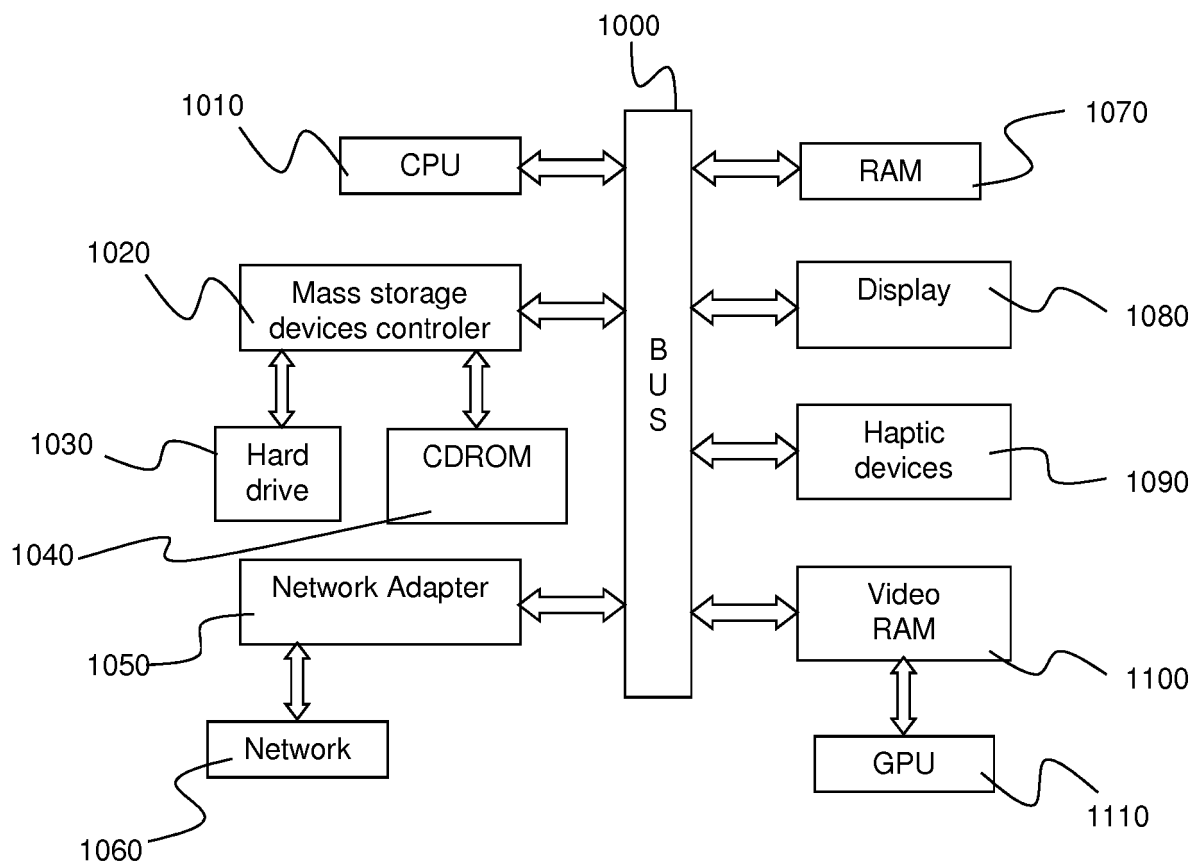 1000
1010
CPU
RAM
1070
1020
Mass storage
devices controler
Display
1080
B
U
S
1030
Hard
drive
CDROM
Haptic
devices
1090
1040
Network Adapter
Video
RAM
1050
1100
Network
GPU
1060
1110